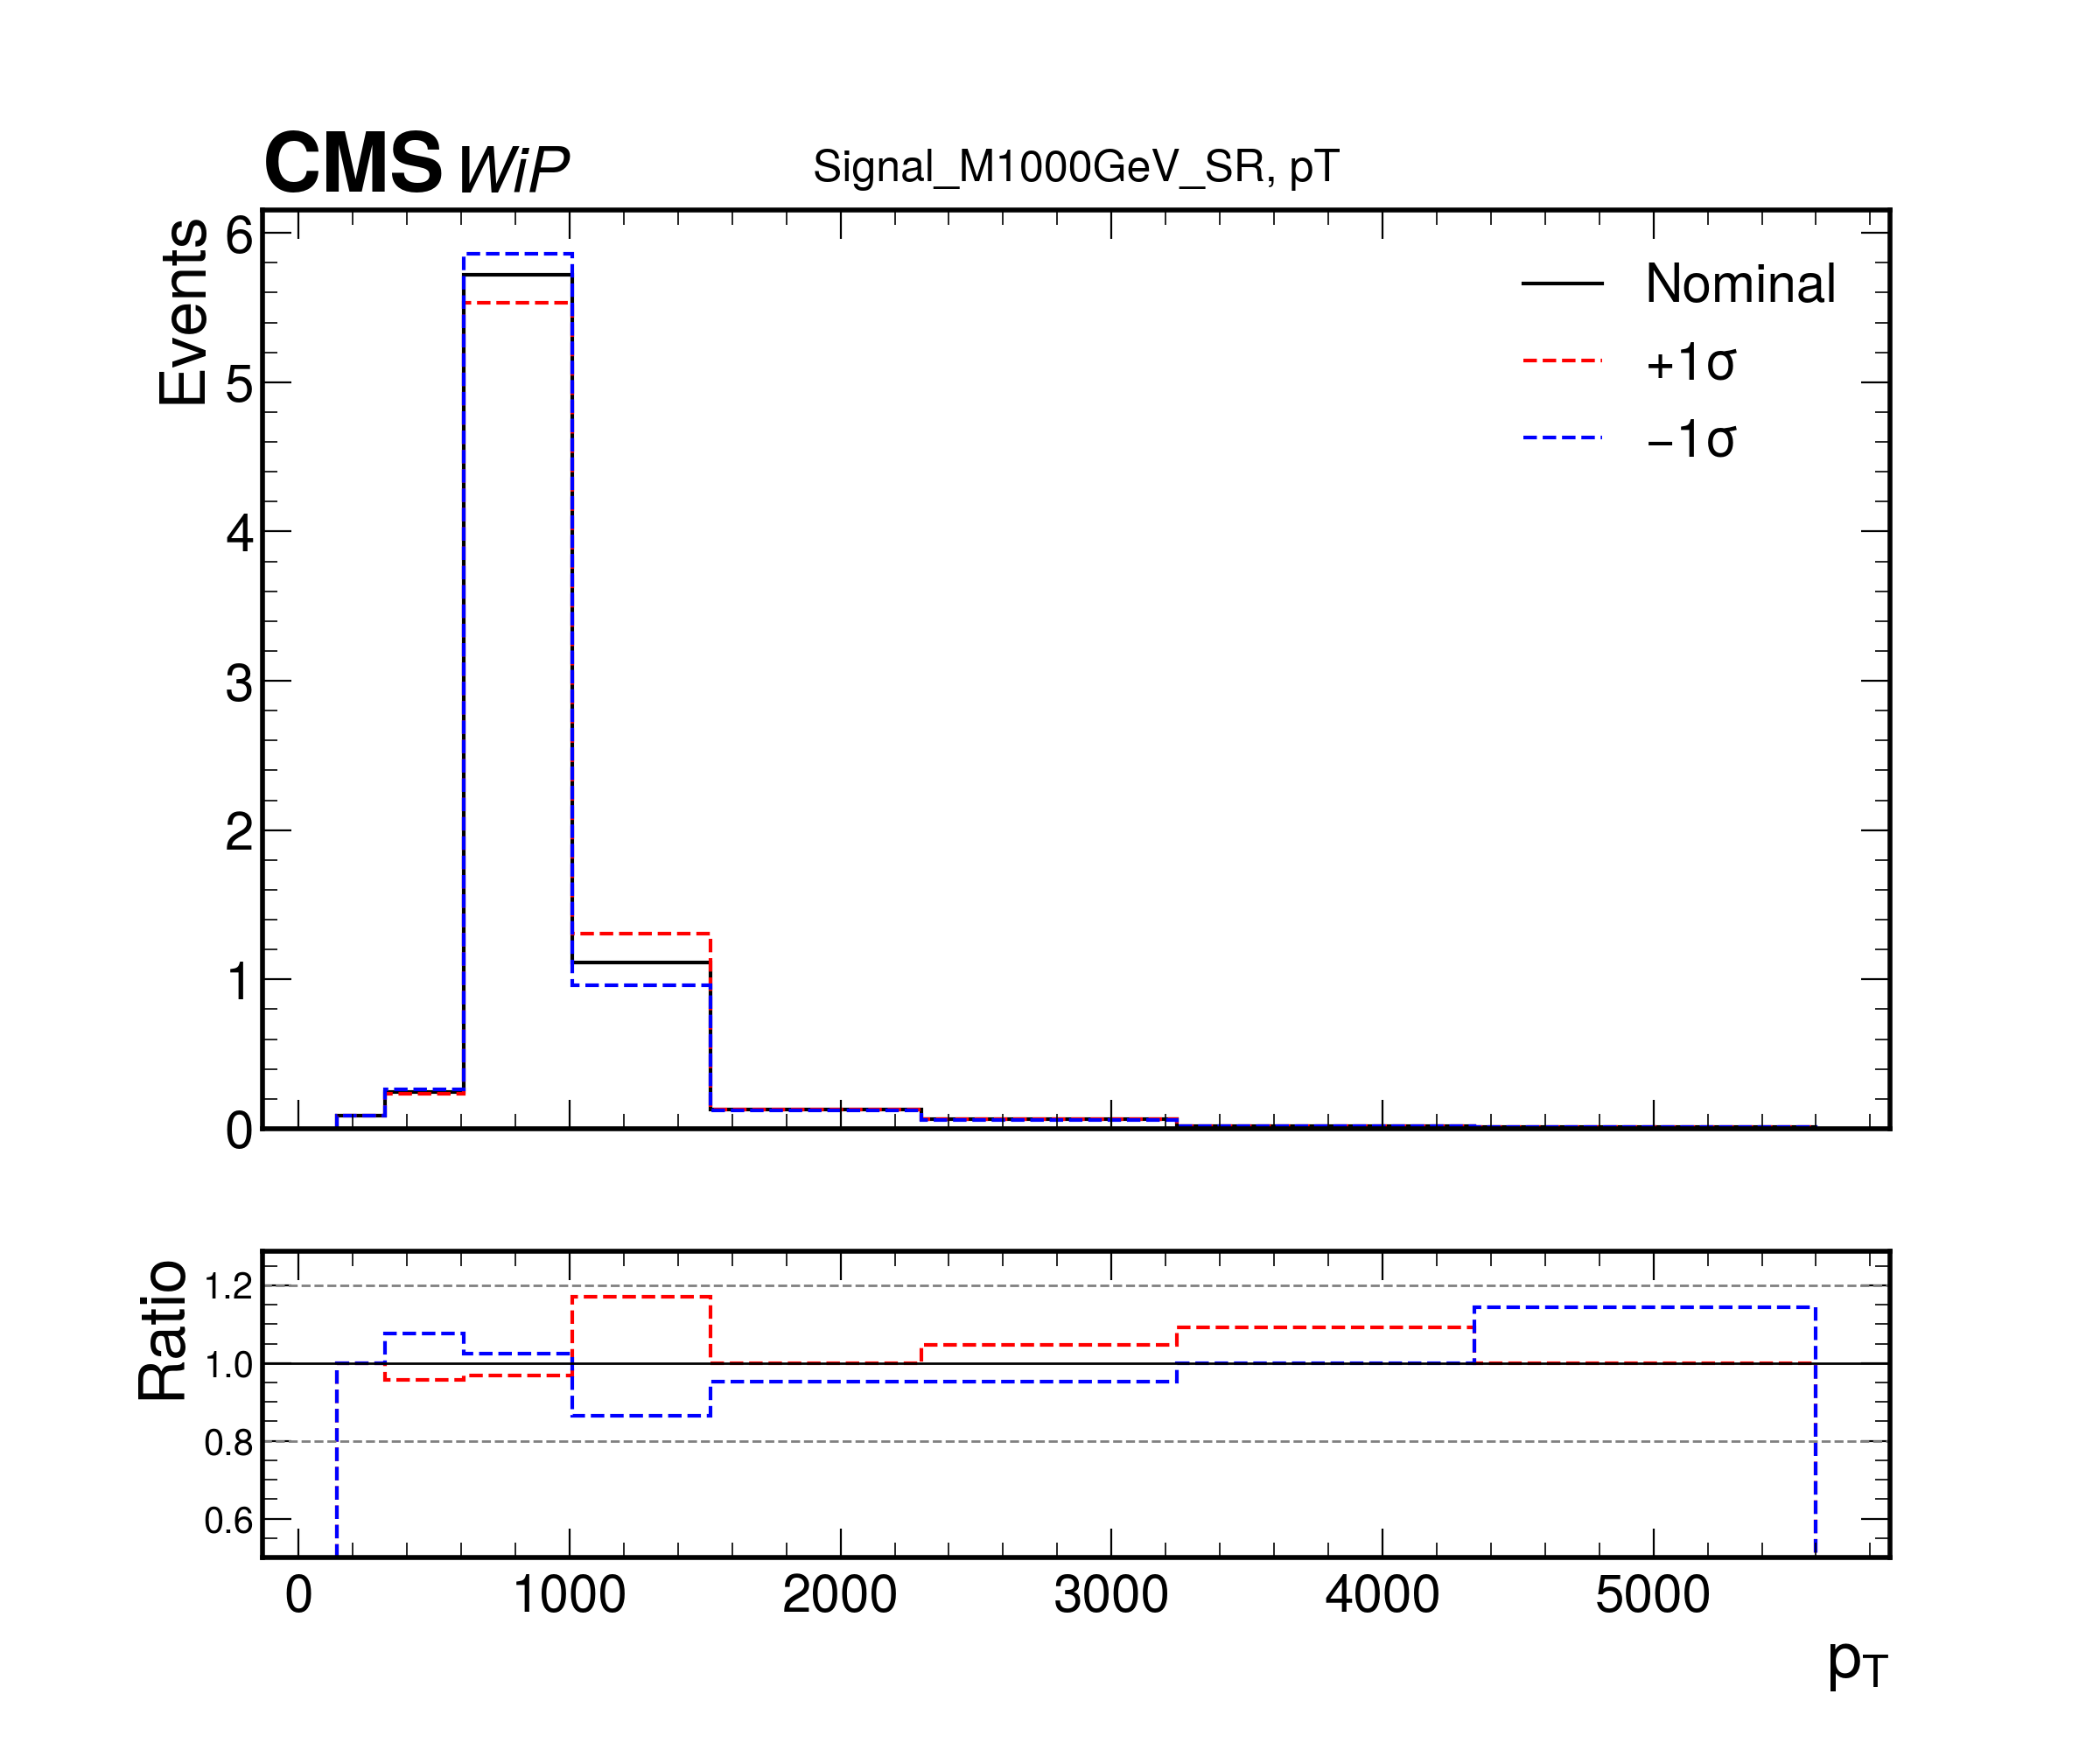 CMS WiP Signal_M1000GeV_SR, pT
Events
6
5
4
3
2
1
0
Nominal
+1σ
−1σ
Ratio
1.2
1.0
0.8
0.6
0 1000 2000 3000 4000 5000
pT